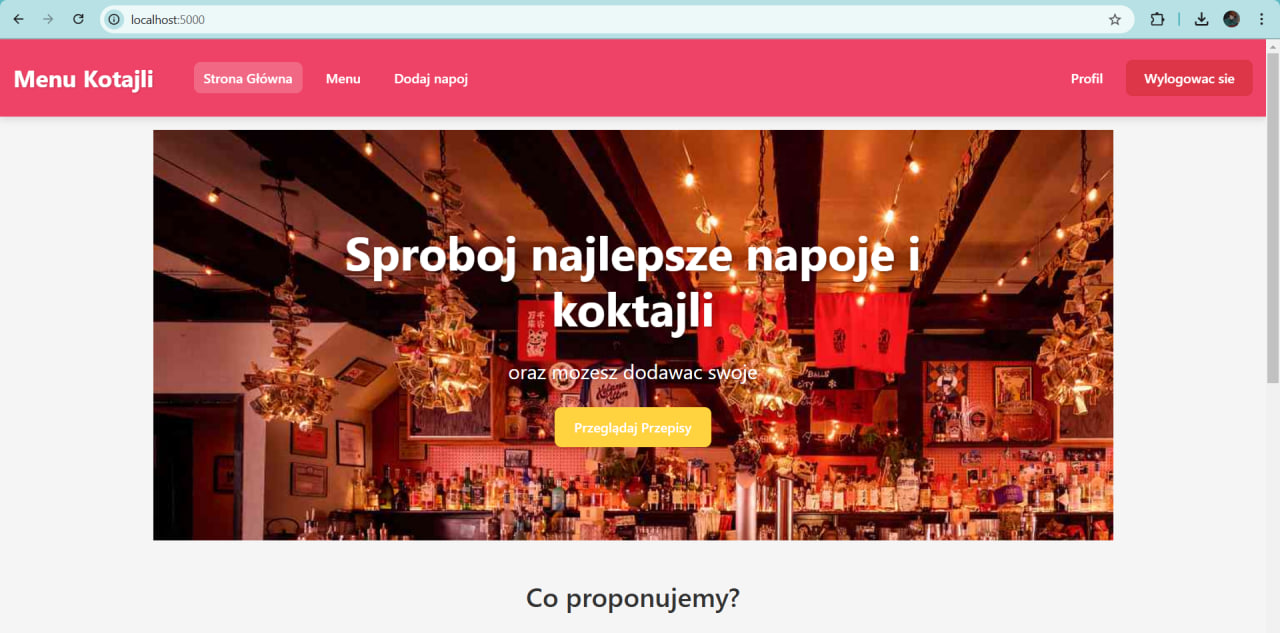 localhost:5000
Menu Kotajli
Strona Główna
Menu
Dodaj napoj
Profil
Wylogowac sie
Sproboj najlepsze napoje i
koktajli
oraz mozesz dodawac swoje
Przeglądaj Przepisy
Co proponujemy?